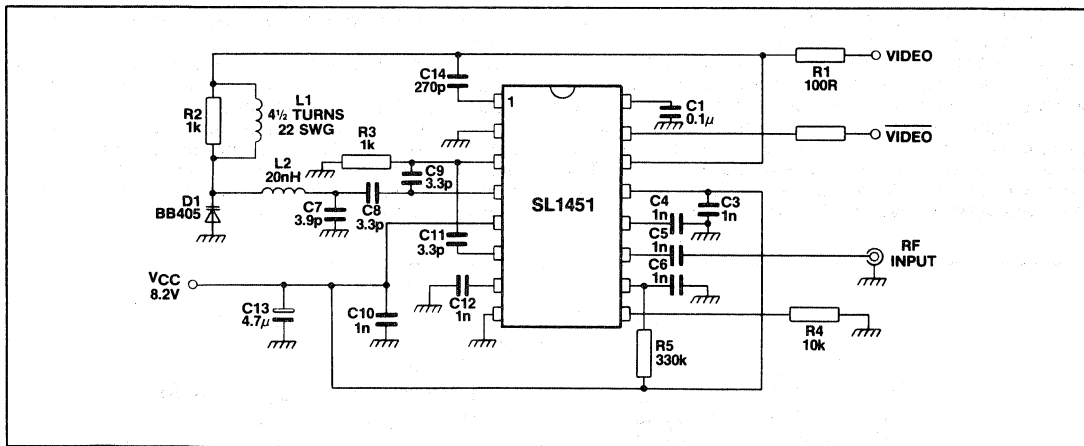 C14
270p
R1
100R
VIDEO
R2
1k
L1
4½ TURNS
22 SWG
1
C1
0.1μ
VIDEO
R3
1k
L2
20nH
C9
3.3p
D1
BB405
C7
3.9p
C8
3.3p
SL1451
C4
1n
C3
1n
C11
3.3p
C5
1n
RF
INPUT
C6
1n
VCC
8.2V
C13
4.7μ
C10
1n
C12
1n
R5
330k
R4
10k